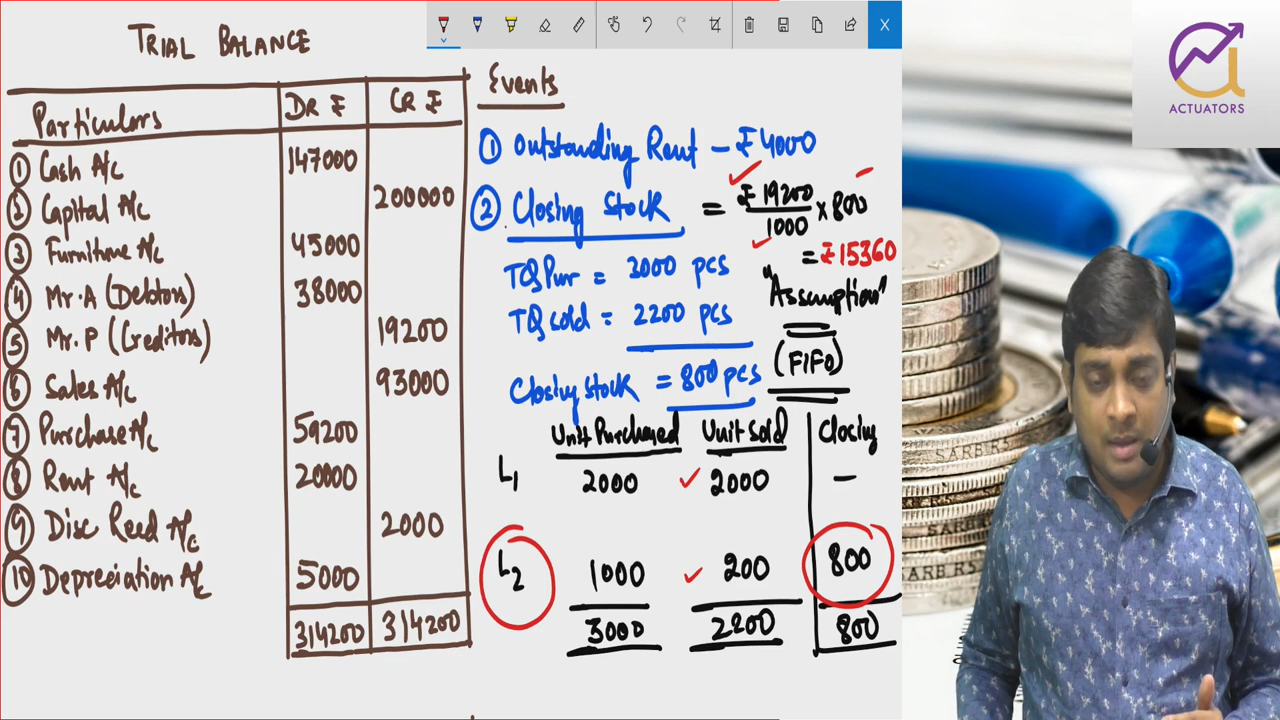 TRIAL BALANCE
Particulars DR ₹ CR ₹
① Cash A/c 147000
② Capital A/c 200000
③ Furniture A/c 45000
④ Mr. A (Debtors) 38000
⑤ Mr. P (Creditors) 19200
⑥ Sales A/c 93000
⑦ Purchase A/c 59200
⑧ Rent A/c 20000
⑨ Disc Recd A/c 2000
⑩ Depreciation A/c 5000
314200 314200
Events
① Outstanding Rent – ₹4000
② Closing Stock = ₹19200/1000 × 800
= ₹15360
TQ Pur = 3000 pcs
TQ sold = 2200 pcs
Closing stock = 800 pcs
"Assumption"
(FIFO)
Unit Purchased Unit Sold Closing
L1 2000 2000 —
L2 1000 200 800
3000 2200 800
ACTUATORS